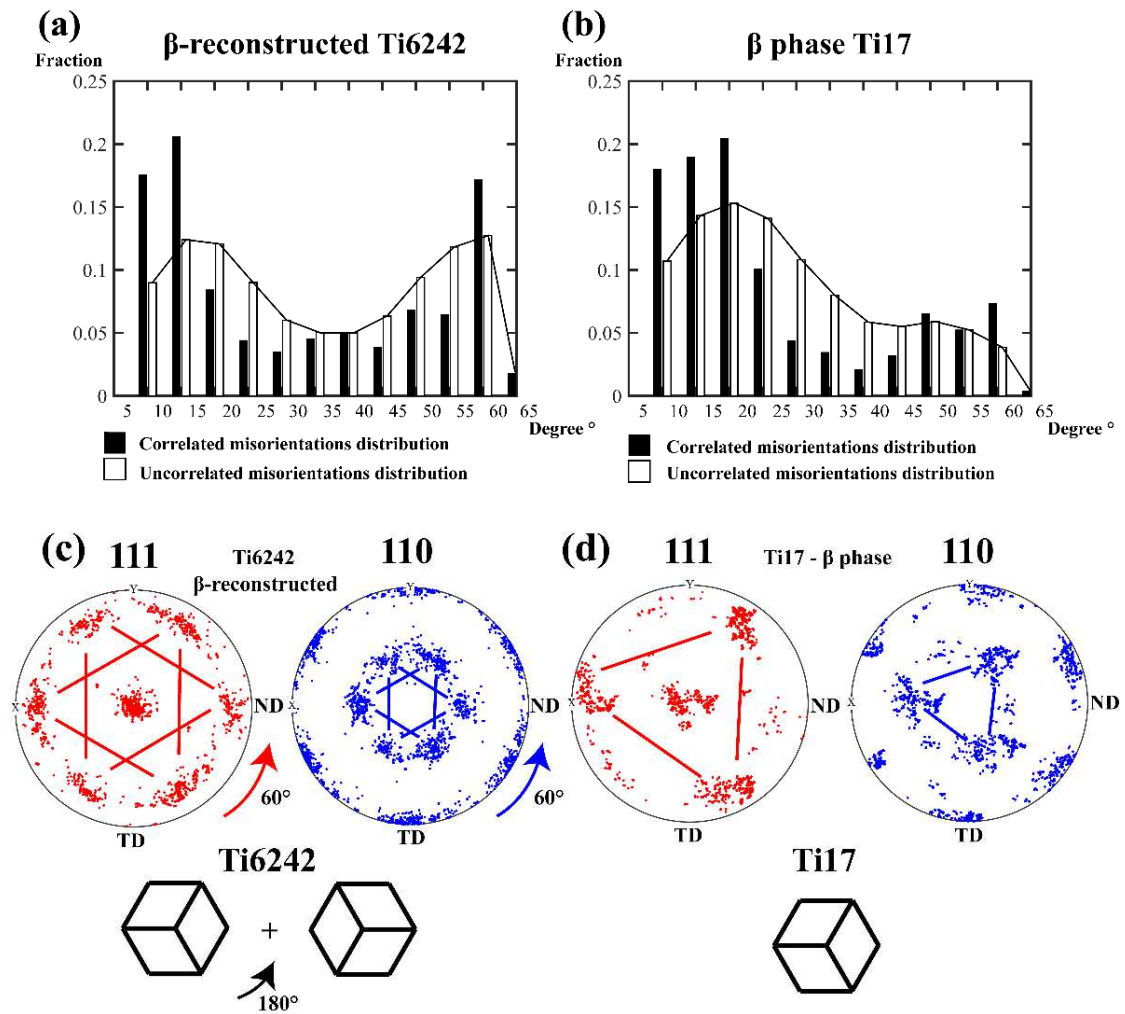 (a)
β-reconstructed Ti6242
Fraction
0.25
0.2
0.15
0.1
0.05
0
5 10 15 20 25 30 35 40 45 50 55 60 65
Degree °
Correlated misorientations distribution
Uncorrelated misorientations distribution
(b)
β phase Ti17
Fraction
0.25
0.2
0.15
0.1
0.05
0
5 10 15 20 25 30 35 40 45 50 55 60 65
Degree °
Correlated misorientations distribution
Uncorrelated misorientations distribution
(c)
111
Ti6242
β-reconstructed
110
Y
X
ND
TD
60°
Y
X
ND
TD
60°
Ti6242
+
180°
(d)
111
Ti17 - β phase
110
Y
X
ND
TD
Y
X
ND
TD
Ti17